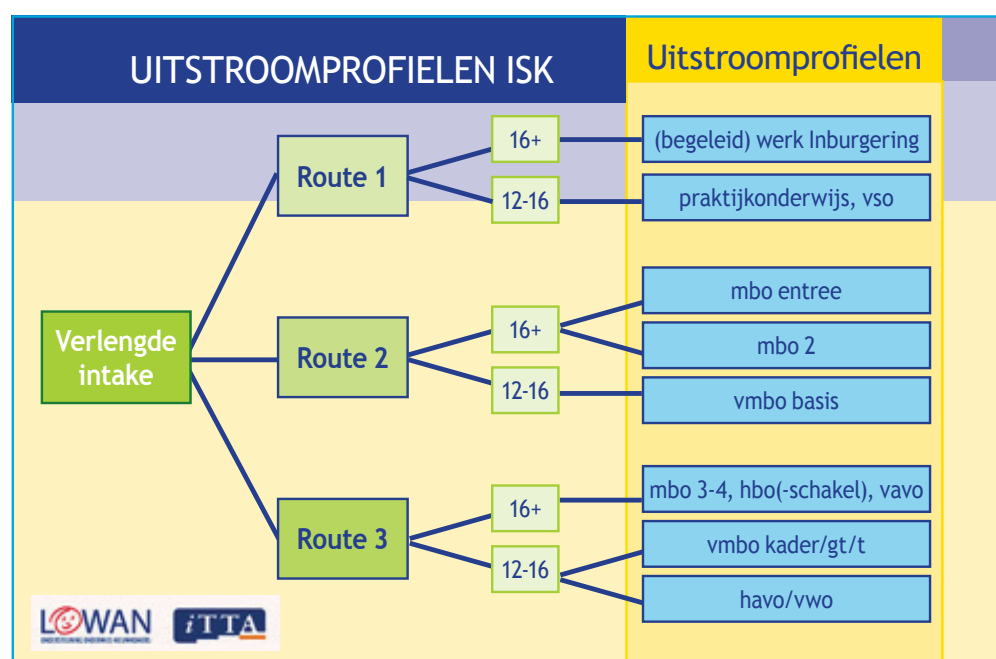 UITSTROOMPROFIELEN ISK
Uitstroomprofielen
Verlengde
intake
Route 1
16+
(begeleid) werk Inburgering
12-16
praktijkonderwijs, vso
Route 2
16+
mbo entree
mbo 2
12-16
vmbo basis
Route 3
16+
mbo 3-4, hbo(-schakel), vavo
12-16
vmbo kader/gt/t
havo/vwo
LOWAN
iTTA